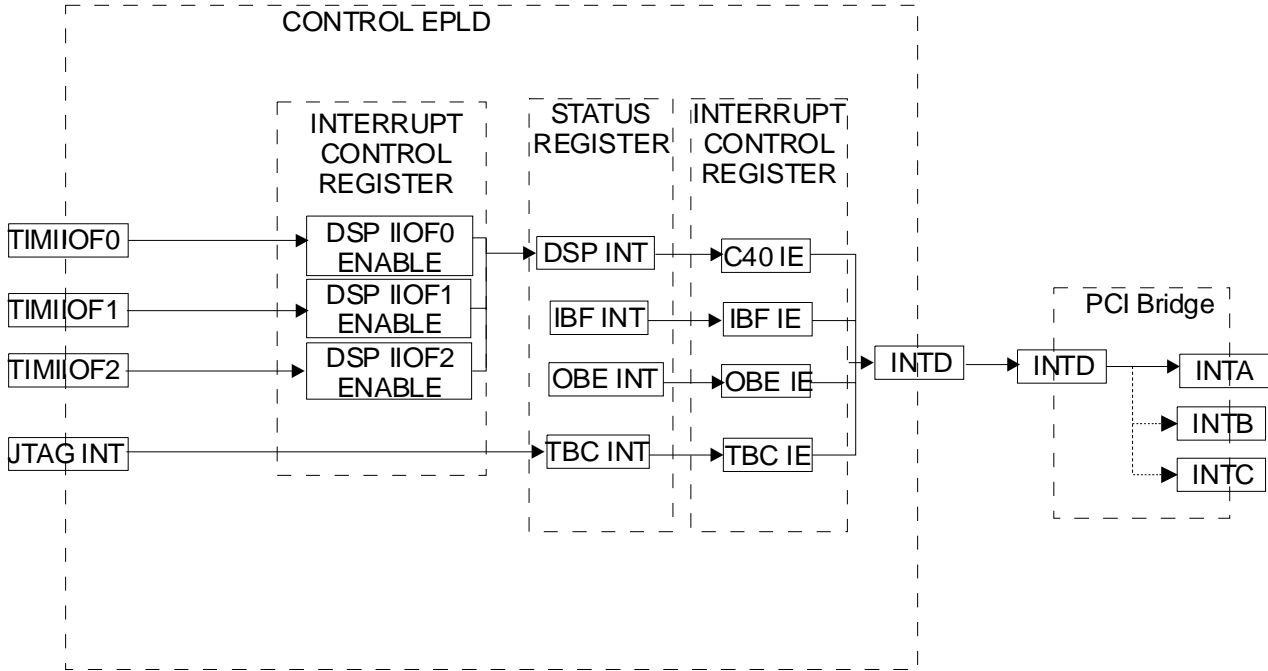 CONTROL EPLD
INTERRUPT
CONTROL
REGISTER
STATUS
REGISTER
INTERRUPT
CONTROL
REGISTER
TIMIIOF0
DSP IIOF0
ENABLE
DSP INT
C40 IE
TIMIIOF1
DSP IIOF1
ENABLE
IBF INT
IBF IE
PCI Bridge
TIMIIOF2
DSP IIOF2
ENABLE
OBE INT
OBE IE
INTD
INTD
INTA
INTB
JTAG INT
TBC INT
TBC IE
INTC